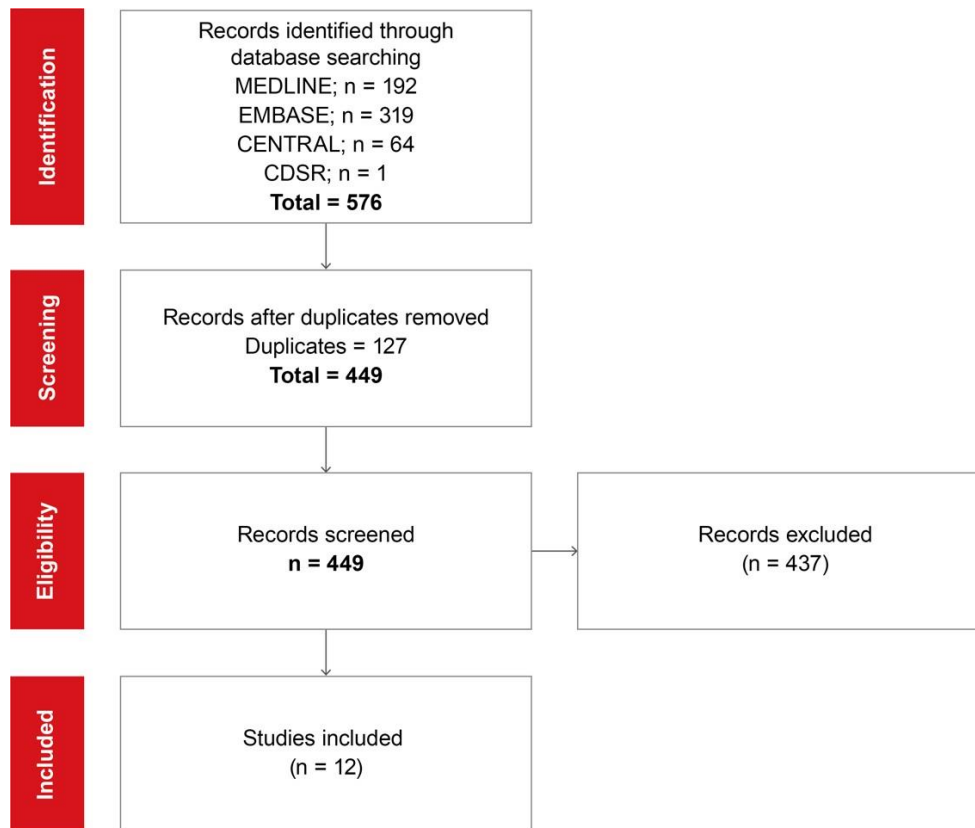 Identification
Records identified through
database searching
MEDLINE; n = 192
EMBASE; n = 319
CENTRAL; n = 64
CDSR; n = 1
Total = 576
Screening
Records after duplicates removed
Duplicates = 127
Total = 449
Eligibility
Records screened
n = 449
Records excluded
(n = 437)
Included
Studies included
(n = 12)